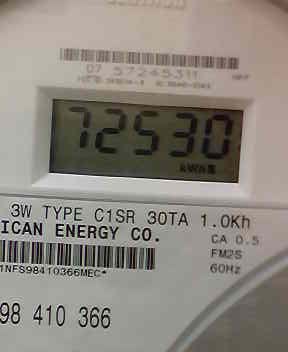 07 57245311
72530
kWh
3W TYPE C1SR 30TA 1.0Kh
ICAN ENERGY CO.
CA 0.5
FM2S
60Hz
1NFS98410366MEC*
98 410 366